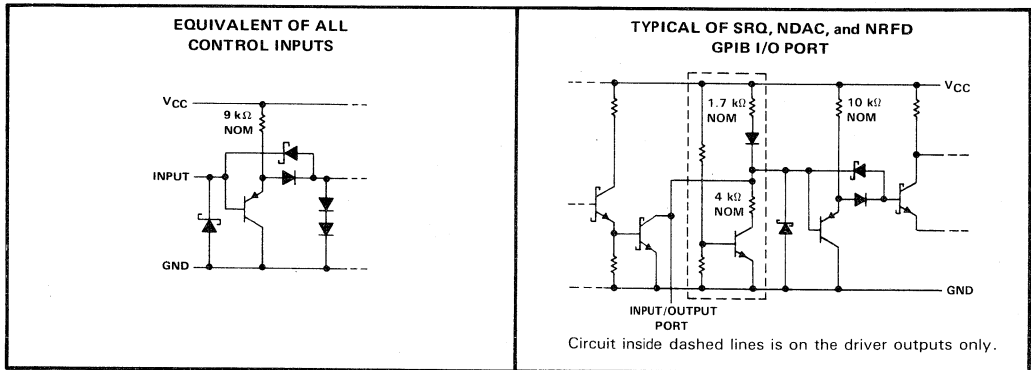 EQUIVALENT OF ALL
CONTROL INPUTS
VCC
9 kΩ
NOM
INPUT
GND
TYPICAL OF SRQ, NDAC, and NRFD
GPIB I/O PORT
VCC
1.7 kΩ
NOM
10 kΩ
NOM
4 kΩ
NOM
GND
INPUT/OUTPUT
PORT
Circuit inside dashed lines is on the driver outputs only.